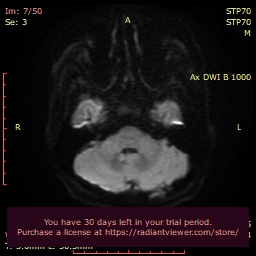 Im: 7/50
Se: 3
A
STP70
STP70
M
Ax DWI B 1000
R
L
You have 30 days left in your trial period.
Purchase a license at https://radiantviewer.com/store/